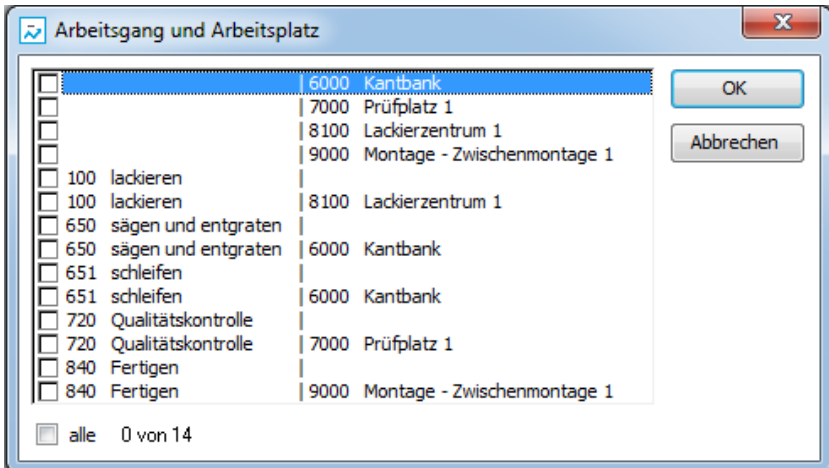 Arbeitsgang und Arbeitsplatz
| 6000 Kantbank
| 7000 Prüfplatz 1
| 8100 Lackierzentrum 1
| 9000 Montage - Zwischenmontage 1
100 lackieren |
100 lackieren | 8100 Lackierzentrum 1
650 sägen und entgraten |
650 sägen und entgraten | 6000 Kantbank
651 schleifen |
651 schleifen | 6000 Kantbank
720 Qualitätskontrolle |
720 Qualitätskontrolle | 7000 Prüfplatz 1
840 Fertigen |
840 Fertigen | 9000 Montage - Zwischenmontage 1
OK
Abbrechen
alle 0 von 14